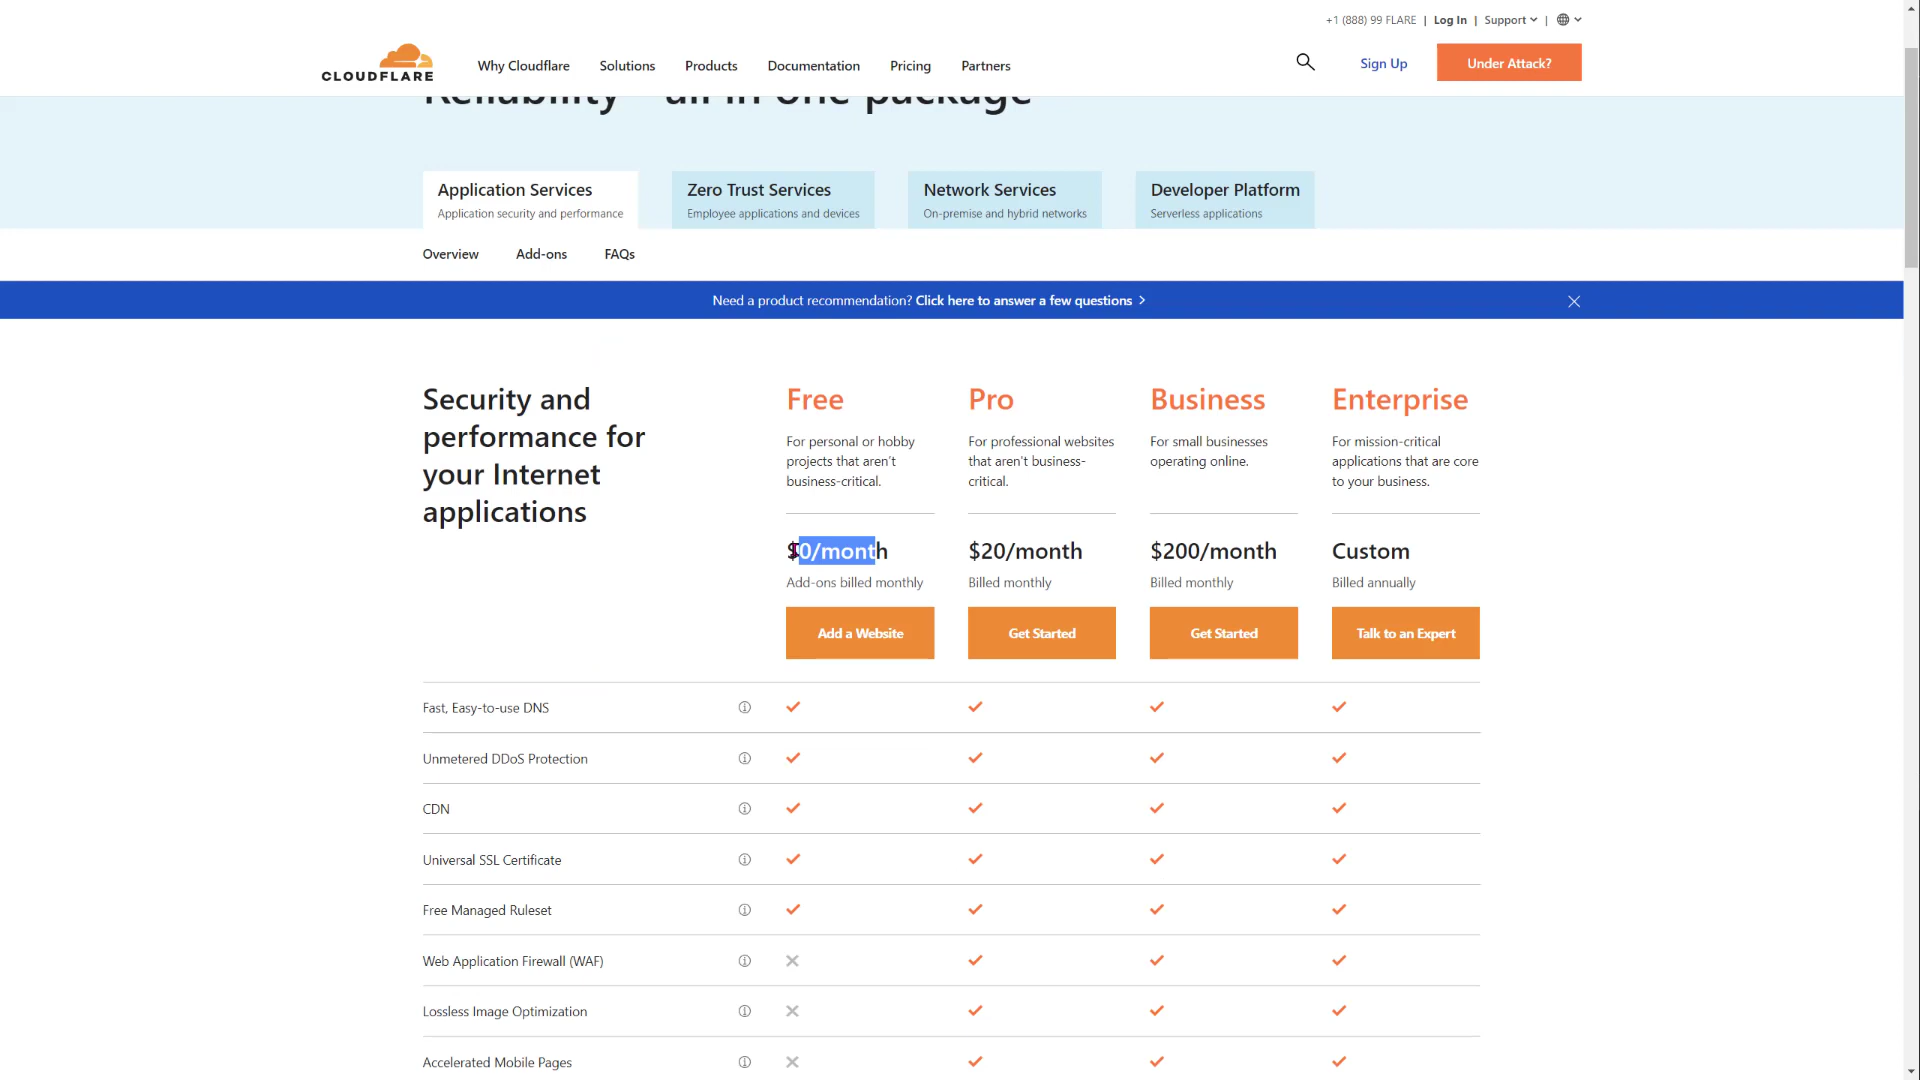 +1 (888) 99 FLARE | Log In | Support |
CLOUDFLARE
Why Cloudflare Solutions Products Documentation Pricing Partners
Sign Up
Under Attack?
Reliability - all in one package
Application Services
Application security and performance
Zero Trust Services
Employee applications and devices
Network Services
On-premise and hybrid networks
Developer Platform
Serverless applications
Overview Add-ons FAQs
Need a product recommendation? Click here to answer a few questions >
Security and
performance for
your Internet
applications
Free
For personal or hobby
projects that aren't
business-critical.
$0/month
Add-ons billed monthly
Add a Website
Pro
For professional websites
that aren't business-
critical.
$20/month
Billed monthly
Get Started
Business
For small businesses
operating online.
$200/month
Billed monthly
Get Started
Enterprise
For mission-critical
applications that are core
to your business.
Custom
Billed annually
Talk to an Expert
Fast, Easy-to-use DNS
Unmetered DDoS Protection
CDN
Universal SSL Certificate
Free Managed Ruleset
Web Application Firewall (WAF)
Lossless Image Optimization
Accelerated Mobile Pages